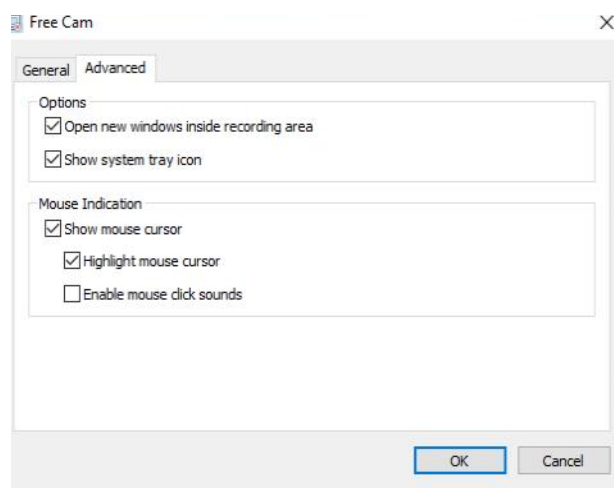 Free Cam
General Advanced
Options
Open new windows inside recording area
Show system tray icon
Mouse Indication
Show mouse cursor
Highlight mouse cursor
Enable mouse click sounds
OK Cancel